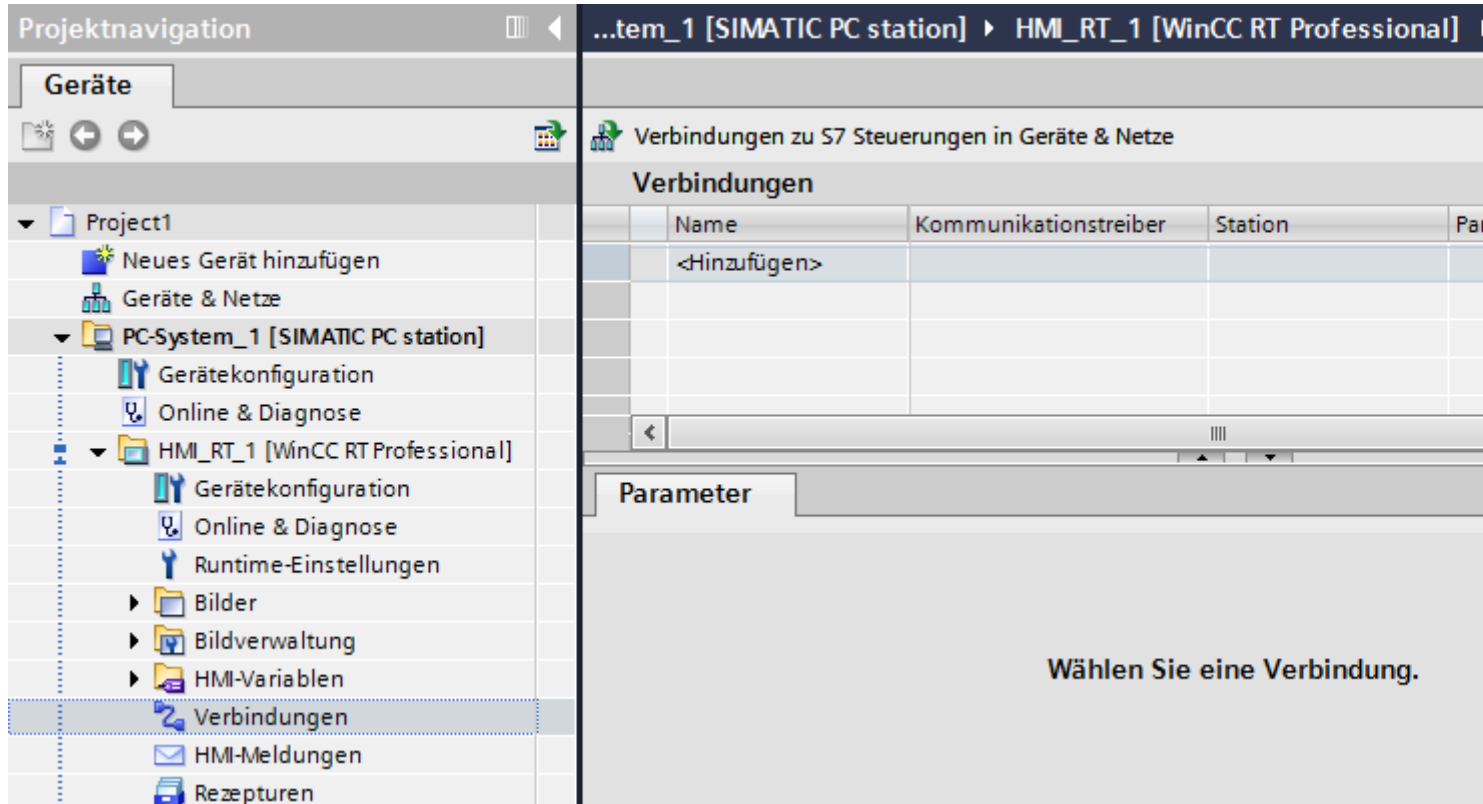 Projektnavigation
...tem_1 [SIMATIC PC station] HMI_RT_1 [WinCC RT Professional]
Geräte
Verbindungen zu S7 Steuerungen in Geräte & Netze
Verbindungen
Name Kommunikationstreiber Station Par
<Hinzufügen>
Project1
Neues Gerät hinzufügen
Geräte & Netze
PC-System_1 [SIMATIC PC station]
Gerätekonfiguration
Online & Diagnose
HMI_RT_1 [WinCC RT Professional]
Gerätekonfiguration
Online & Diagnose
Runtime-Einstellungen
Bilder
Bildverwaltung
HMI-Variablen
Verbindungen
HMI-Meldungen
Rezepturen
Parameter
Wählen Sie eine Verbindung.